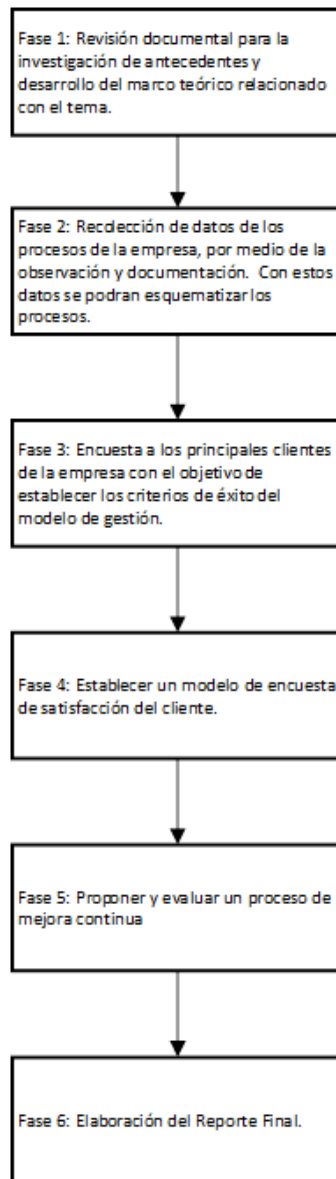 Fase 1: Revisión documental para la
investigación de antecedentes y
desarrollo del marco teórico relacionado
con el tema.
Fase 2: Recolección de datos de los
procesos de la empresa, por medio de la
observación y documentación. Con estos
datos se podran esquematizar los
procesos.
Fase 3: Encuesta a los principales clientes
de la empresa con el objetivo de
establecer los criterios de éxito del
modelo de gestión.
Fase 4: Establecer un modelo de encuesta
de satisfacción del cliente.
Fase 5: Proponer y evaluar un proceso de
mejora continua
Fase 6: Elaboración del Reporte Final.